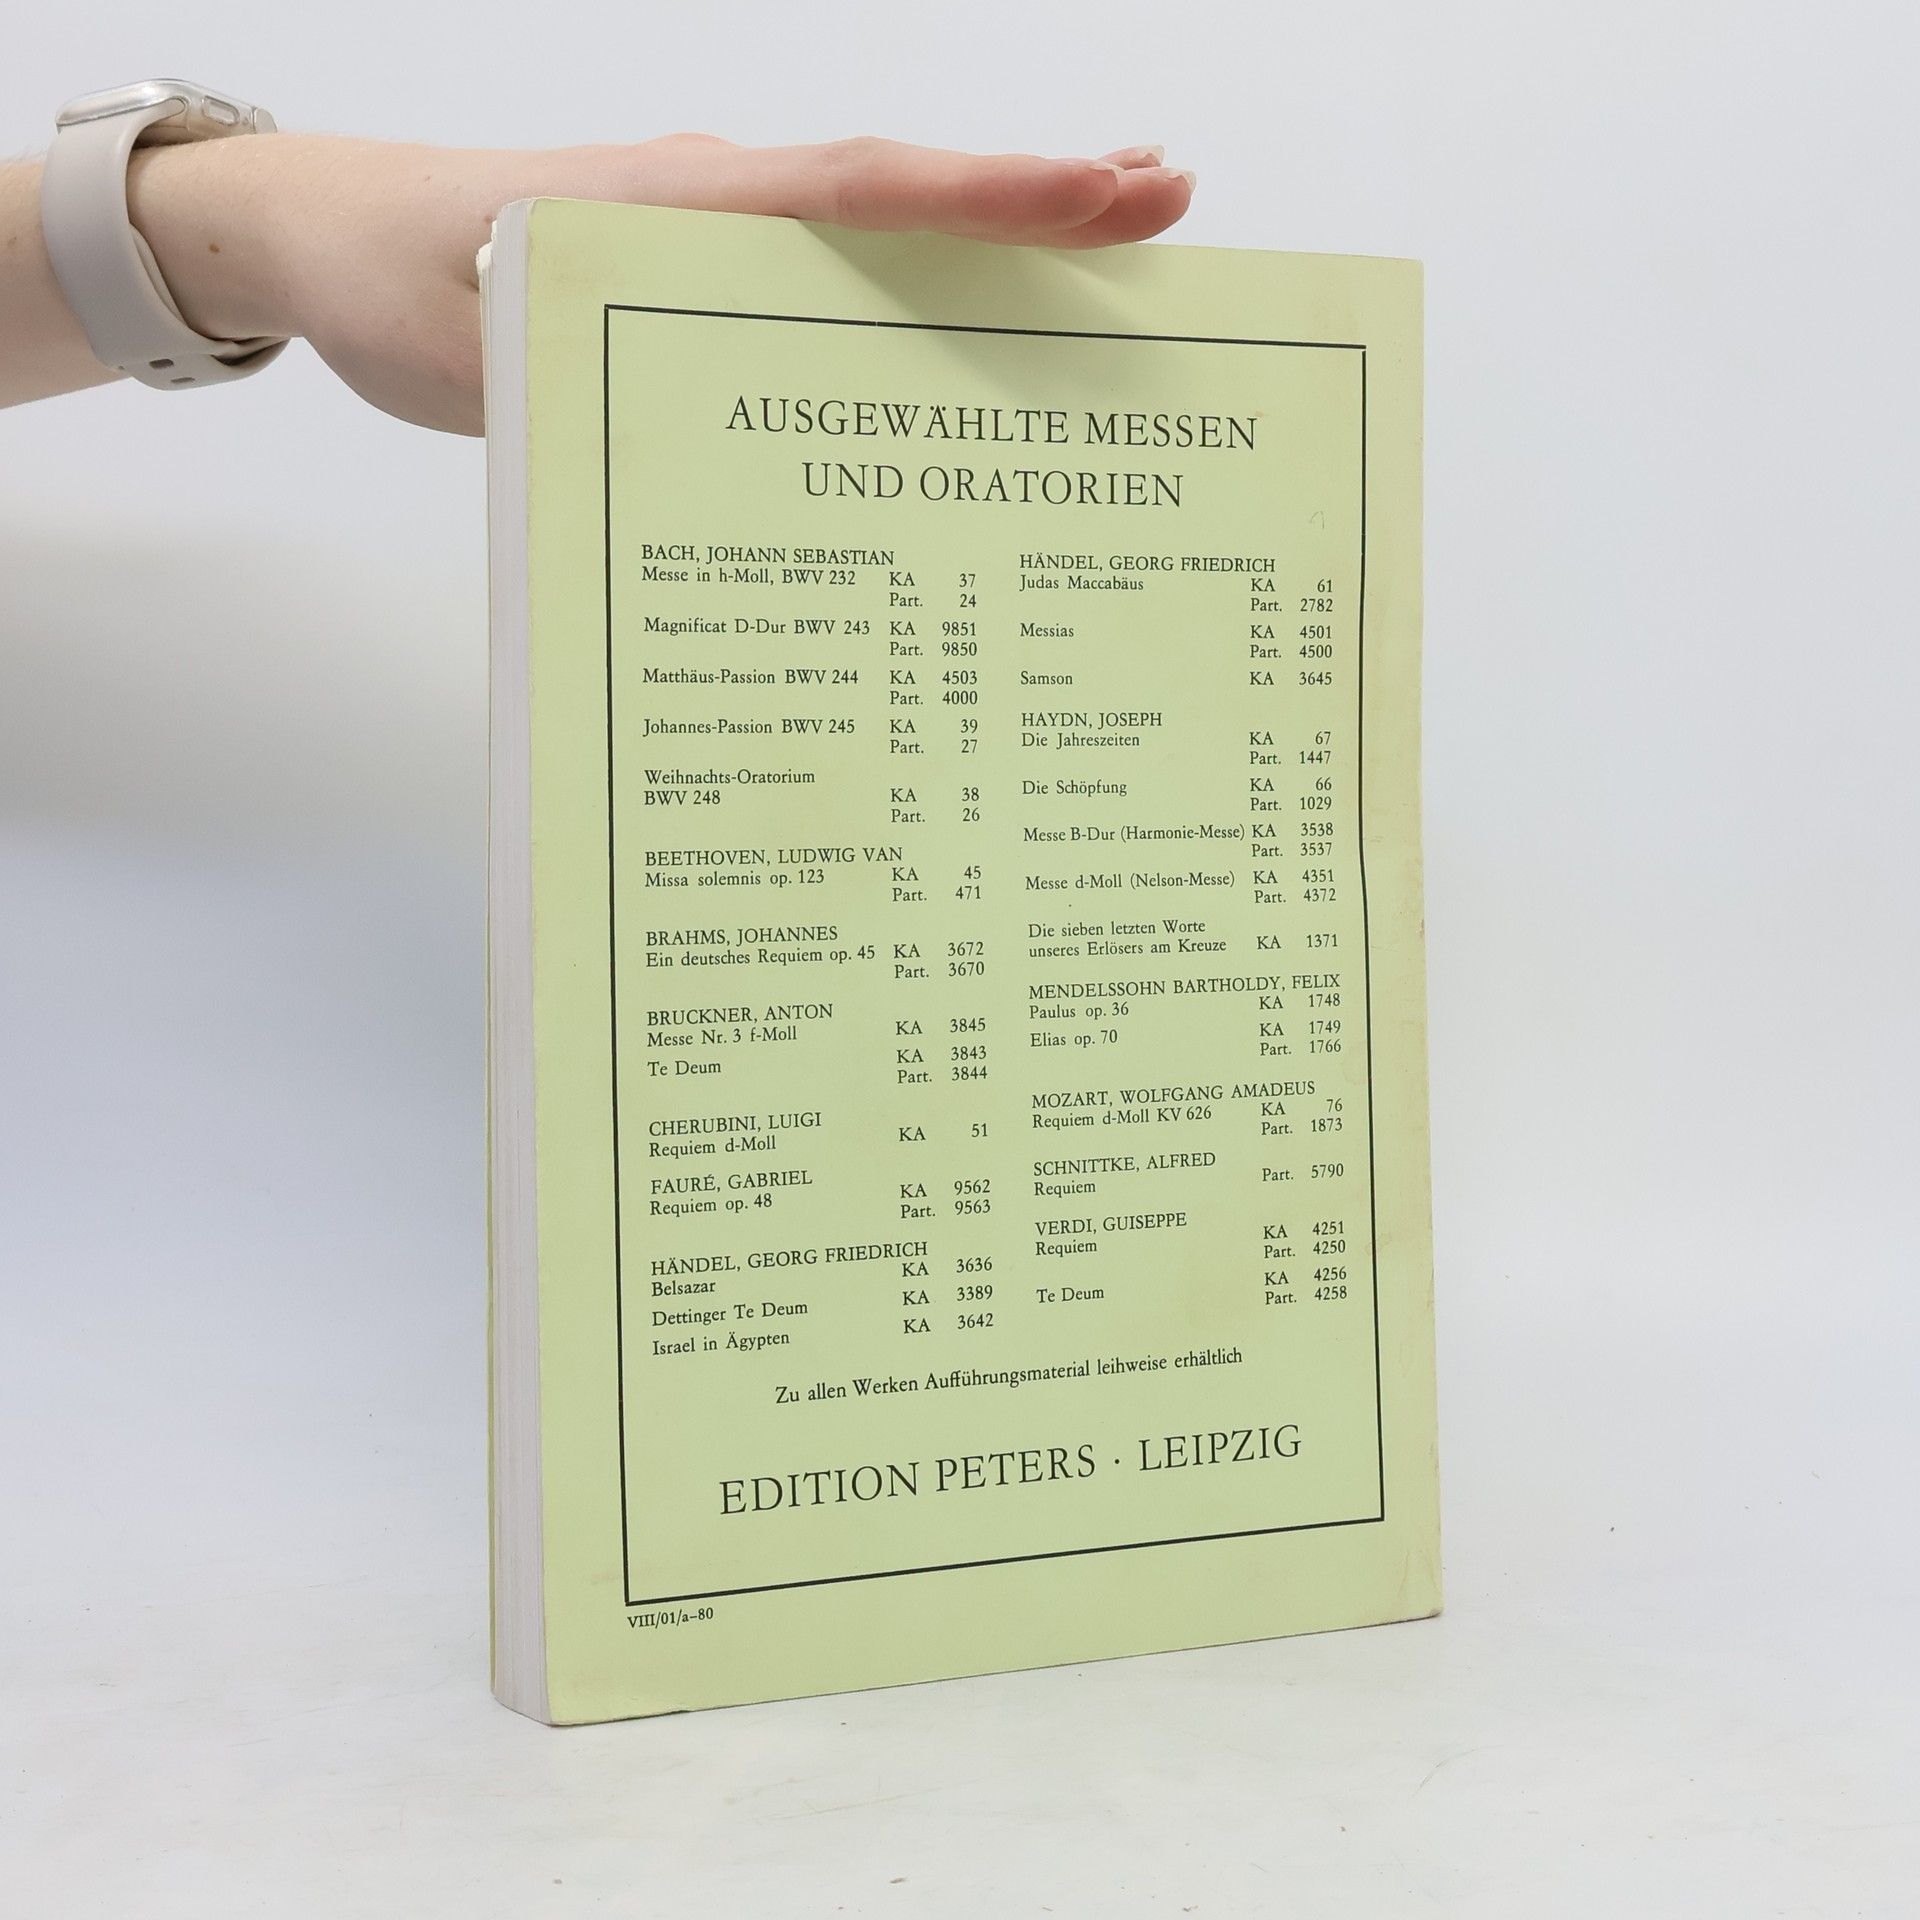 AUSGEWÄHLTE MESSEN
UND ORATORIEN
BACH, JOHANN SEBASTIAN
Messe in h-Moll, BWV 232 KA 37
Part. 24
Magnificat D-Dur BWV 243 KA 9851
Part. 9850
Matthäus-Passion BWV 244 KA 4503
Part. 4000
Johannes-Passion BWV 245 KA 39
Part. 27
Weihnachts-Oratorium
BWV 248 KA 38
Part. 26
BEETHOVEN, LUDWIG VAN
Missa solemnis op. 123 KA 45
Part. 471
BRAHMS, JOHANNES
Ein deutsches Requiem op. 45 KA 3672
Part. 3670
BRUCKNER, ANTON
Messe Nr. 3 f-Moll KA 3845
Te Deum KA 3843
Part. 3844
CHERUBINI, LUIGI
Requiem d-Moll KA 51
FAURÉ, GABRIEL
Requiem op. 48 KA 9562
Part. 9563
HÄNDEL, GEORG FRIEDRICH
Belsazar KA 3636
Dettinger Te Deum KA 3389
Israel in Ägypten KA 3642
HÄNDEL, GEORG FRIEDRICH
Judas Maccabäus KA 61
Part. 2782
Messias KA 4501
Part. 4500
Samson KA 3645
HAYDN, JOSEPH
Die Jahreszeiten KA 67
Part. 1447
Die Schöpfung KA 66
Part. 1029
Messe B-Dur (Harmonie-Messe) KA 3538
Part. 3537
Messe d-Moll (Nelson-Messe) KA 4351
Part. 4372
Die sieben letzten Worte
unseres Erlösers am Kreuze KA 1371
MENDELSSOHN BARTHOLDY, FELIX
Paulus op. 36 KA 1748
Elias op. 70 KA 1749
Part. 1766
MOZART, WOLFGANG AMADEUS
Requiem d-Moll KV 626 KA 76
Part. 1873
SCHNITTKE, ALFRED
Requiem Part. 5790
VERDI, GUISEPPE
Requiem KA 4251
Part. 4250
Te Deum KA 4256
Part. 4258
Zu allen Werken Aufführungsmaterial leihweise erhältlich
EDITION PETERS · LEIPZIG
VIII/01/a–80